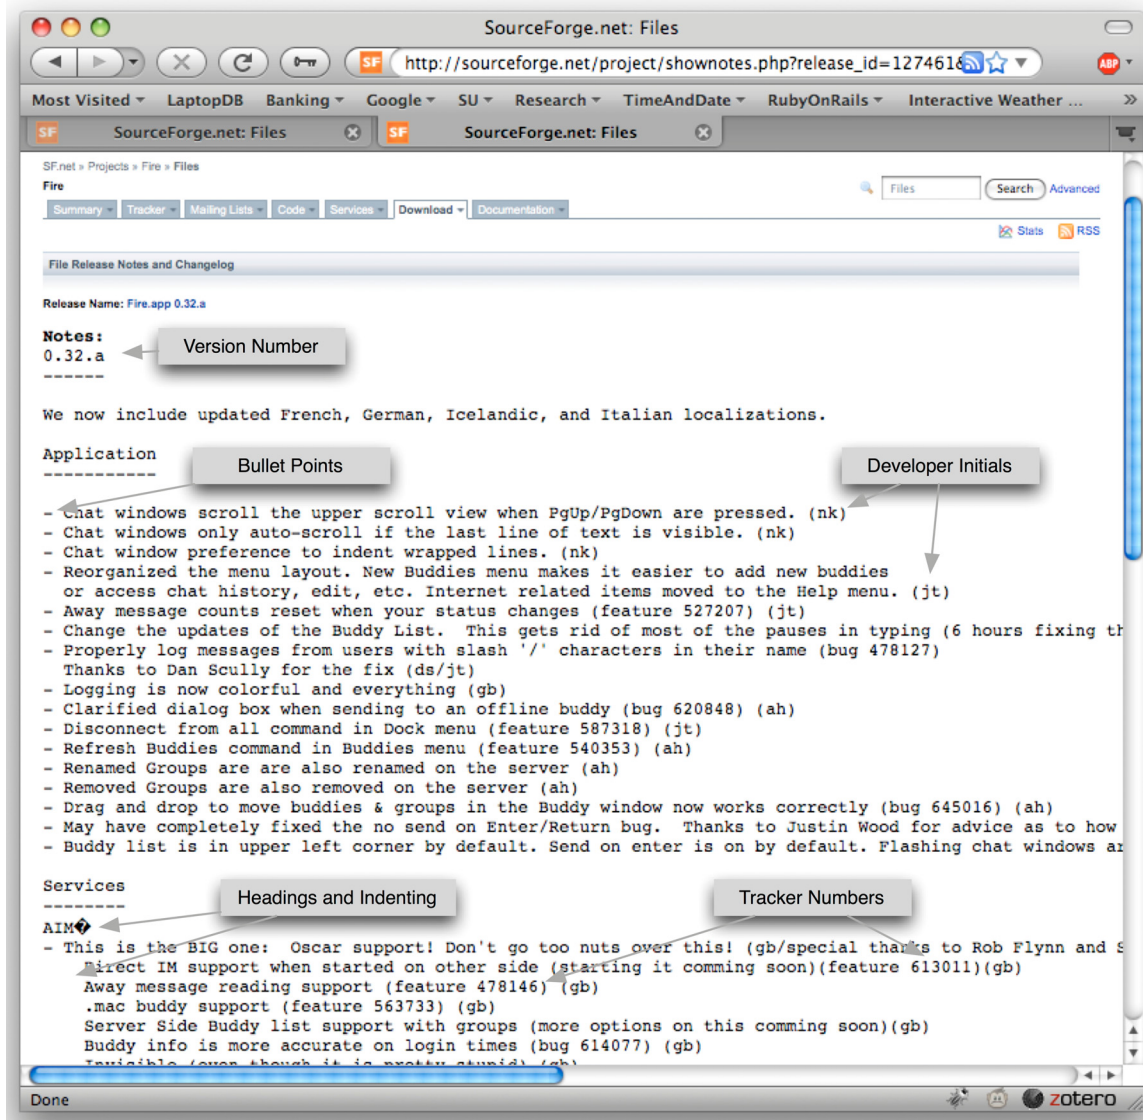 SourceForge.net: Files
SF http://sourceforge.net/project/shownotes.php?release_id=127461& ABP
Most Visited LaptopDB Banking Google SU Research TimeAndDate RubyOnRails Interactive Weather ... »
SF SourceForge.net: Files SF SourceForge.net: Files
SF.net » Projects » Fire » Files
Fire
Files Search Advanced
Summary Tracker Mailing Lists Code Services Download Documentation
Stats RSS
File Release Notes and Changelog
Release Name: Fire.app 0.32.a
Notes:
0.32.a
Version Number
------
We now include updated French, German, Icelandic, and Italian localizations.
Application
-----------
Bullet Points
Developer Initials
- Chat windows scroll the upper scroll view when PgUp/PgDown are pressed. (nk)
- Chat windows only auto-scroll if the last line of text is visible. (nk)
- Chat window preference to indent wrapped lines. (nk)
- Reorganized the menu layout. New Buddies menu makes it easier to add new buddies
or access chat history, edit, etc. Internet related items moved to the Help menu. (jt)
- Away message counts reset when your status changes (feature 527207) (jt)
- Change the updates of the Buddy List.  This gets rid of most of the pauses in typing (6 hours fixing th
- Properly log messages from users with slash '/' characters in their name (bug 478127)
Thanks to Dan Scully for the fix (ds/jt)
- Logging is now colorful and everything (gb)
- Clarified dialog box when sending to an offline buddy (bug 620848) (ah)
- Disconnect from all command in Dock menu (feature 587318) (jt)
- Refresh Buddies command in Buddies menu (feature 540353) (ah)
- Renamed Groups are are also renamed on the server (ah)
- Removed Groups are also removed on the server (ah)
- Drag and drop to move buddies & groups in the Buddy window now works correctly (bug 645016) (ah)
- May have completely fixed the no send on Enter/Return bug.  Thanks to Justin Wood for advice as to how
- Buddy list is in upper left corner by default. Send on enter is on by default. Flashing chat windows ar
Services
--------
Headings and Indenting
Tracker Numbers
AIM�
- This is the BIG one:  Oscar support! Don't go too nuts over this! (gb/special thanks to Rob Flynn and S
Direct IM support when started on other side (starting it comming soon)(feature 613011)(gb)
Away message reading support (feature 478146) (gb)
.mac buddy support (feature 563733) (gb)
Server Side Buddy list support with groups (more options on this comming soon)(gb)
Buddy info is more accurate on login times (bug 614077) (gb)
Invisible (even though it is pretty stupid) (gb)
Done
zotero